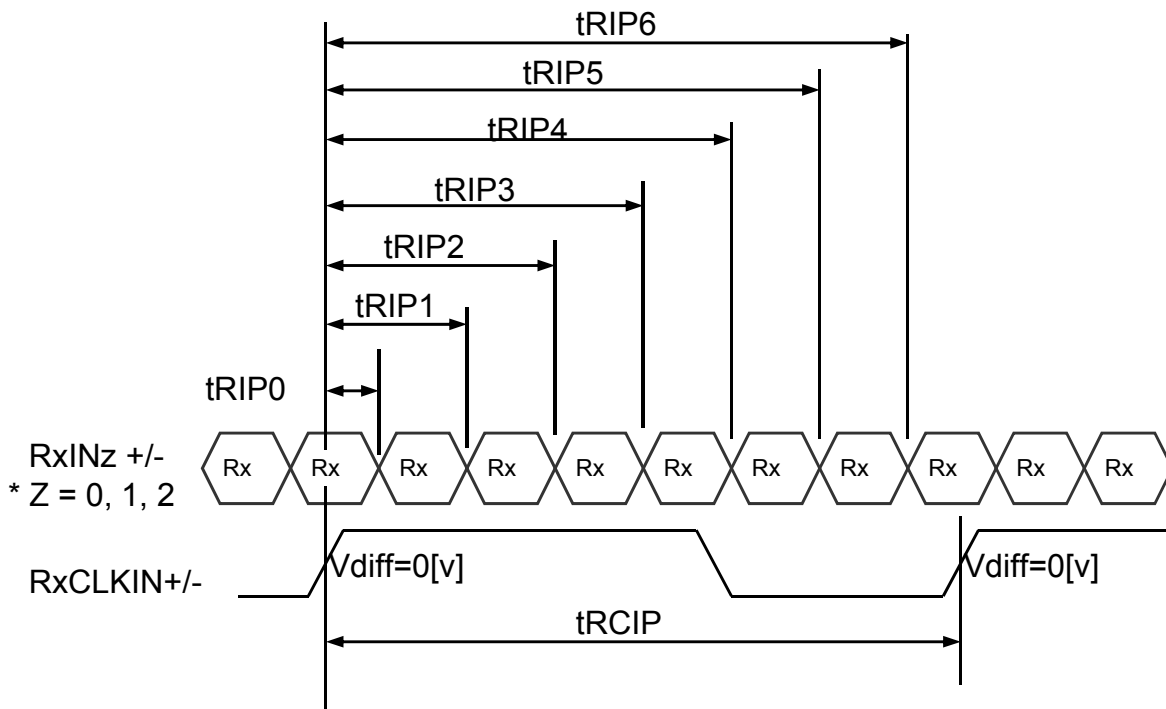 tRIP6
tRIP5
tRIP4
tRIP3
tRIP2
tRIP1
tRIP0
RxINz +/-
* Z = 0, 1, 2
Rx Rx Rx Rx Rx Rx Rx Rx Rx Rx Rx
RxCLKIN+/-
Vdiff=0[v] Vdiff=0[v]
tRCIP